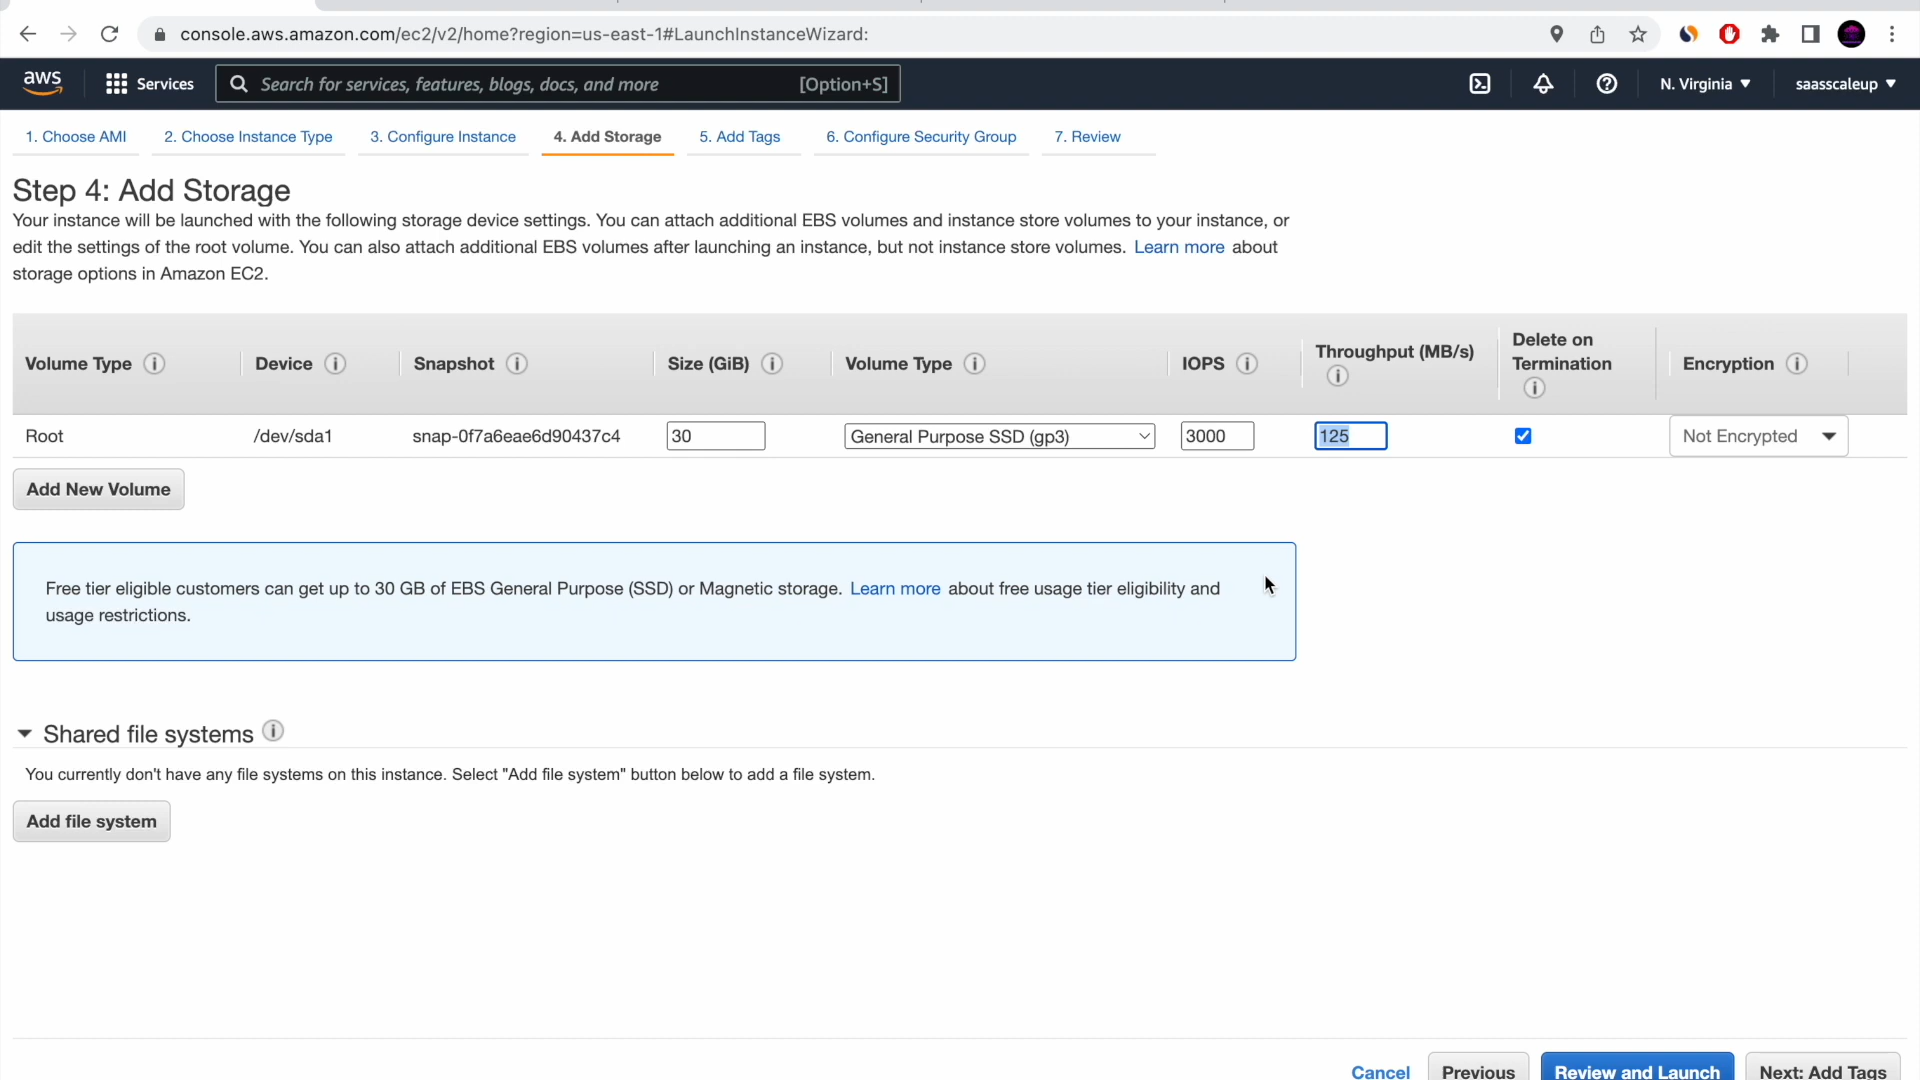 console.aws.amazon.com/ec2/v2/home?region=us-east-1#LaunchInstanceWizard:
aws Services Search for services, features, blogs, docs, and more [Option+S] N. Virginia saasscaleup
1. Choose AMI 2. Choose Instance Type 3. Configure Instance 4. Add Storage 5. Add Tags 6. Configure Security Group 7. Review
Step 4: Add Storage
Your instance will be launched with the following storage device settings. You can attach additional EBS volumes and instance store volumes to your instance, or
edit the settings of the root volume. You can also attach additional EBS volumes after launching an instance, but not instance store volumes. Learn more about
storage options in Amazon EC2.
Volume Type Device Snapshot Size (GiB) Volume Type IOPS Throughput (MB/s) Delete on Termination Encryption
Root /dev/sda1 snap-0f7a6eae6d90437c4 30 General Purpose SSD (gp3) 3000 125 Not Encrypted
Add New Volume
Free tier eligible customers can get up to 30 GB of EBS General Purpose (SSD) or Magnetic storage. Learn more about free usage tier eligibility and
usage restrictions.
Shared file systems
You currently don't have any file systems on this instance. Select "Add file system" button below to add a file system.
Add file system
Cancel Previous Review and Launch Next: Add Tags